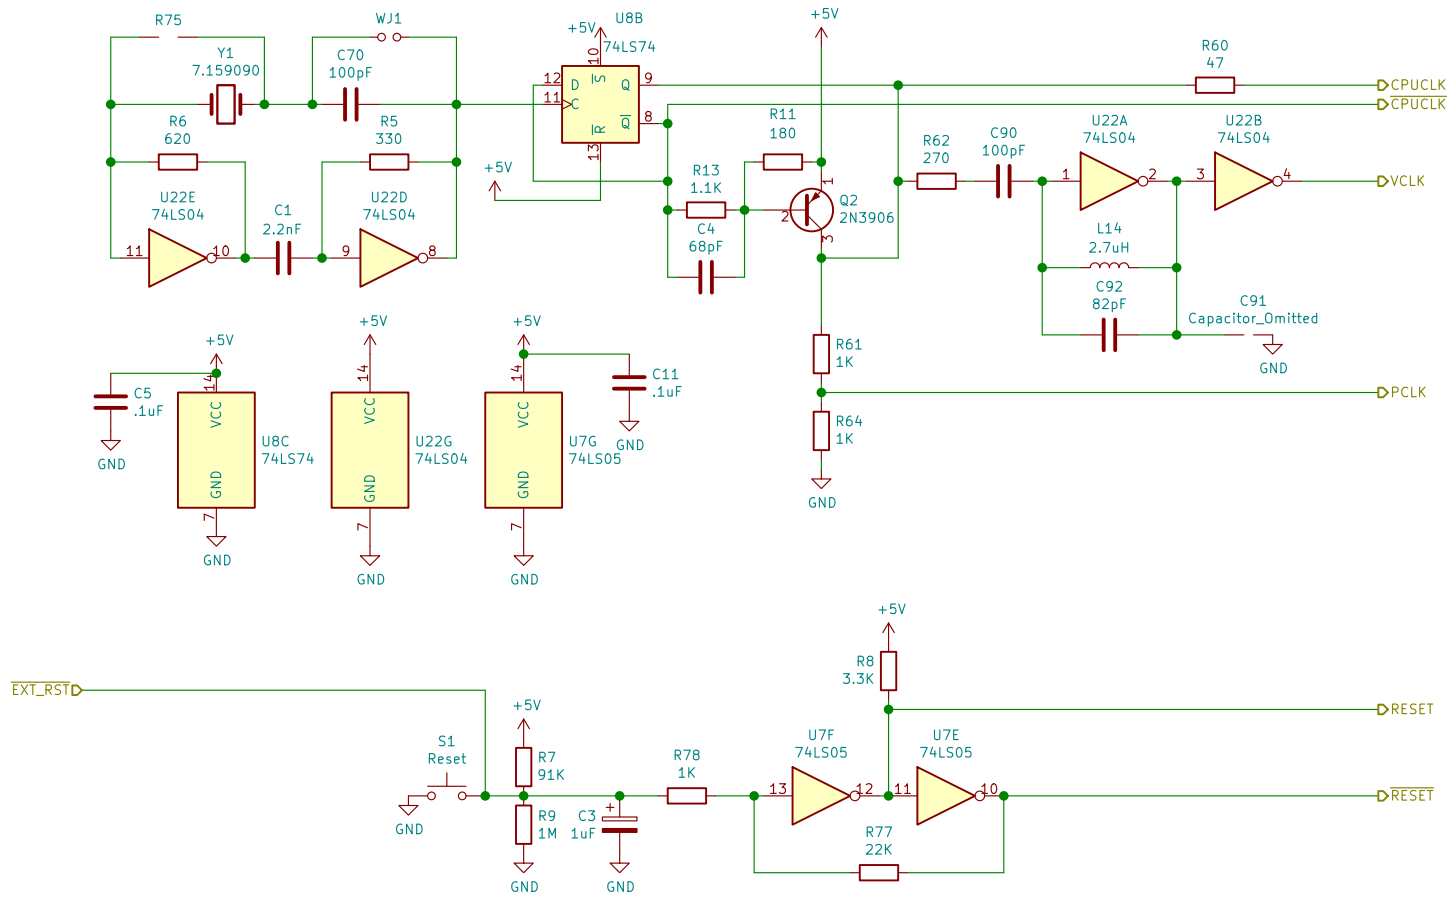 R75
WJ1
Y1
7.159090
C70
100pF
R6
620
R5
330
U22E
74LS04
11
10
C1
2.2nF
U22D
74LS04
9
8
+5V
U8B
74LS74
10
12
D
S
Q
9
11
C
R
Q
8
13
+5V
+5V
R11
180
R13
1.1K
C4
68pF
1
2
3
Q2
2N3906
R60
47
CPUCLK
CPUCLK
R62
270
C90
100pF
U22A
74LS04
1
2
U22B
74LS04
3
4
VCLK
L14
2.7uH
C92
82pF
C91
Capacitor_Omitted
GND
R61
1K
PCLK
R64
1K
GND
+5V
14
C5
.1uF
GND
VCC
GND
U8C
74LS74
7
GND
+5V
14
VCC
GND
U22G
74LS04
7
GND
+5V
14
C11
.1uF
GND
VCC
GND
U7G
74LS05
7
GND
EXT_RST
S1
Reset
GND
+5V
R7
91K
R9
1M
GND
C3
1uF
+
GND
R78
1K
+5V
R8
3.3K
RESET
U7F
74LS05
13
12
U7E
74LS05
11
10
RESET
R77
22K